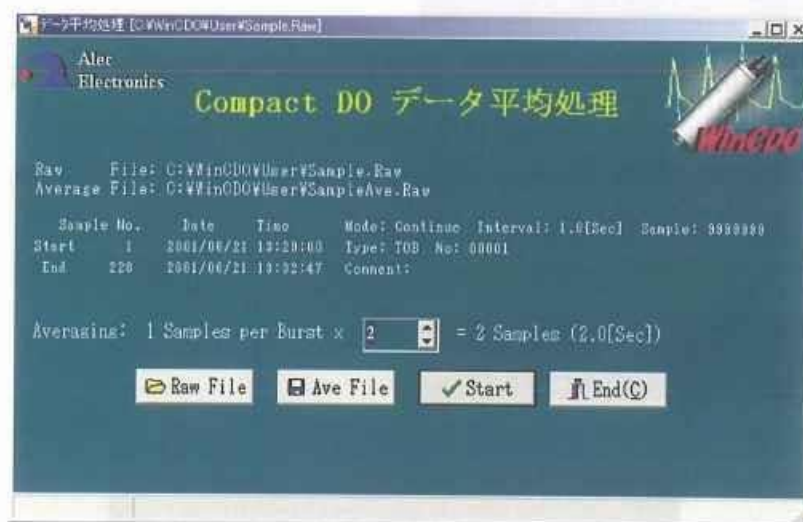 データ平均処理 [C:¥WinCDO¥User¥Sample.Raw]
Alec
Electronics
Compact DO データ平均処理
WinCDO
Raw File: C:¥WinCDO¥User¥Sample.Raw
Average File: C:¥WinCDO¥User¥SampleAve.Raw
Sample No. Date Time Mode: Continue Interval: 1.0[Sec] Sample: 9999999
Start 1 2001/06/21 13:29:00 Type: TOB No: 00001
End 228 2001/06/21 13:32:47 Comment:
Averaging: 1 Samples per Burst x 2 = 2 Samples (2.0[Sec])
Raw File Ave File Start End(C)